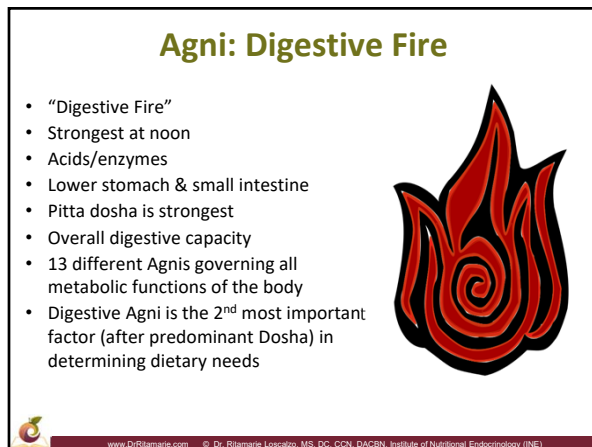 Agni: Digestive Fire
• “Digestive Fire”
• Strongest at noon
• Acids/enzymes
• Lower stomach & small intestine
• Pitta dosha is strongest
• Overall digestive capacity
• 13 different Agnis governing all
metabolic functions of the body
• Digestive Agni is the 2nd most important
factor (after predominant Dosha) in
determining dietary needs
www.DrRitamarie.com © Dr. Ritamarie Loscalzo, MS, DC, CCN, DACBN, Institute of Nutritional Endocrinology (INE)